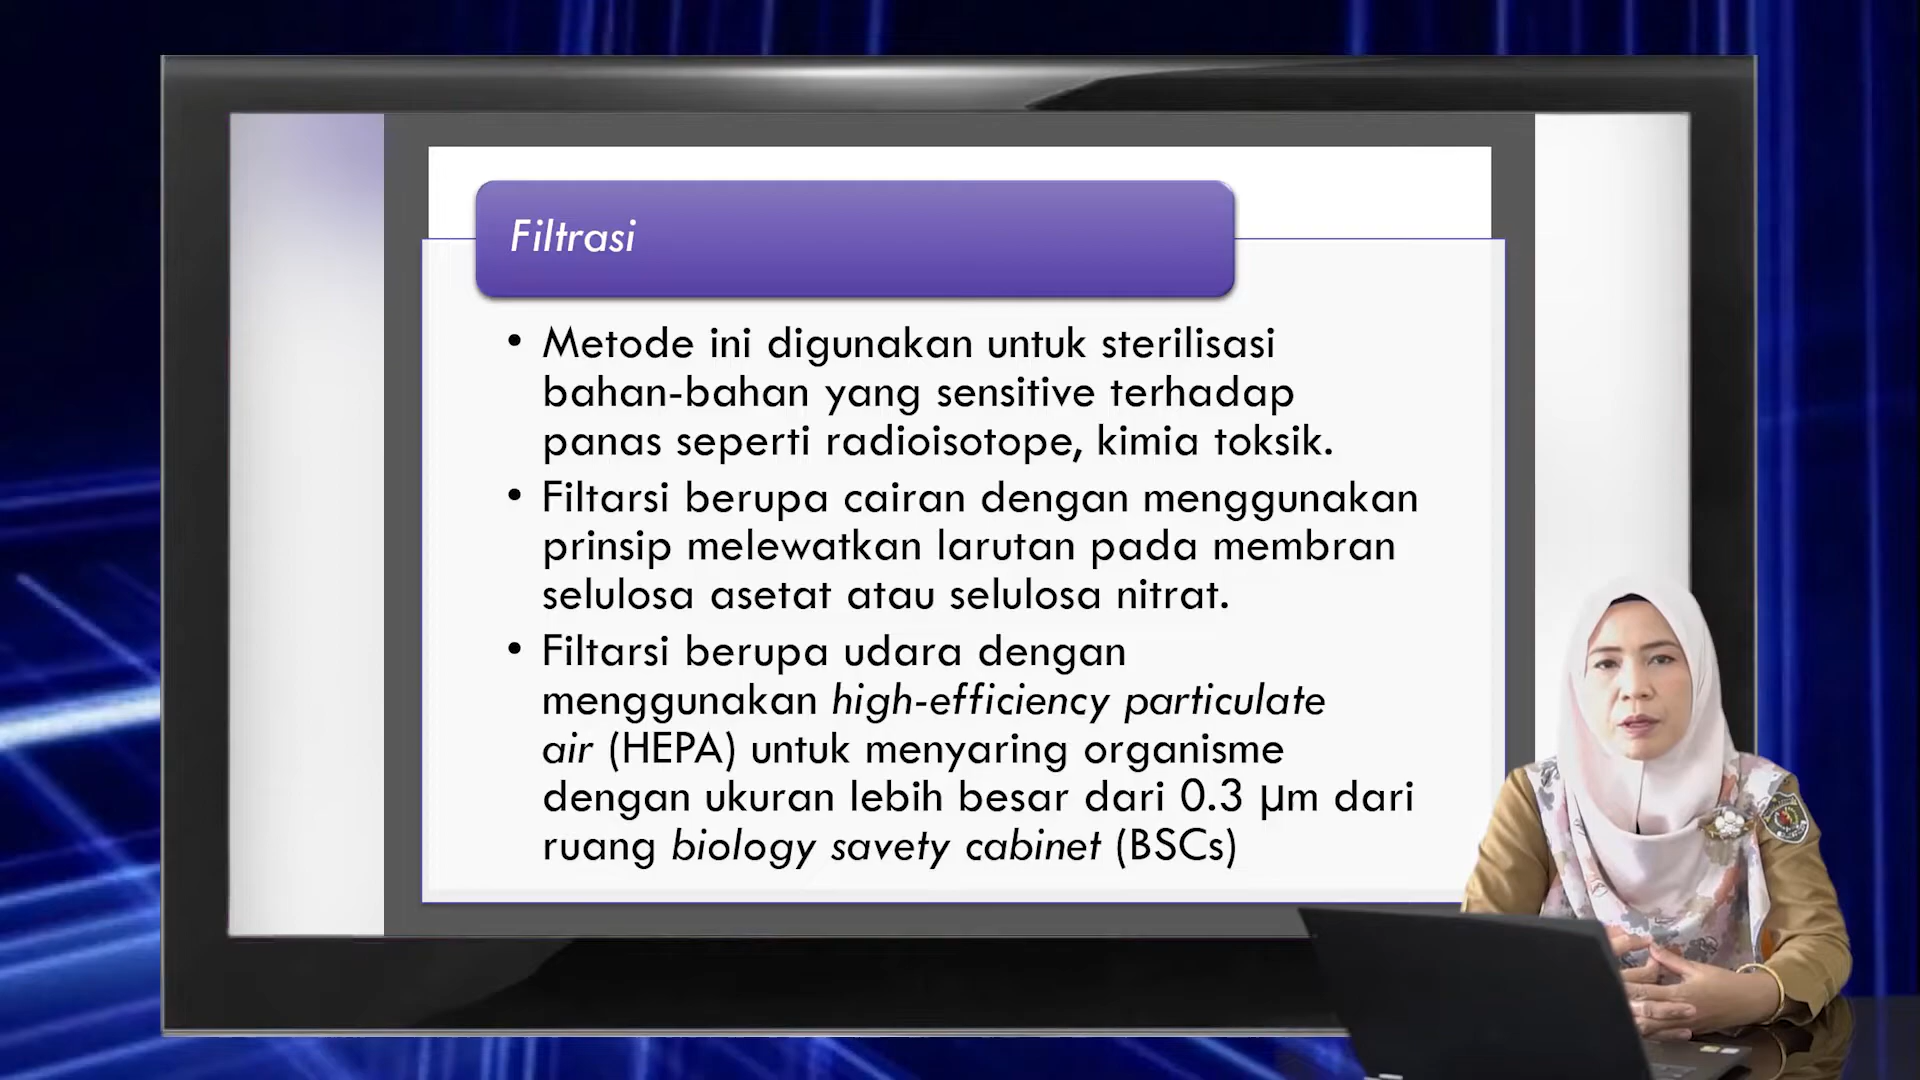 Filtrasi
• Metode ini digunakan untuk sterilisasi
bahan-bahan yang sensitive terhadap
panas seperti radioisotope, kimia toksik.
• Filtarsi berupa cairan dengan menggunakan
prinsip melewatkan larutan pada membran
selulosa asetat atau selulosa nitrat.
• Filtarsi berupa udara dengan
menggunakan high-efficiency particulate
air (HEPA) untuk menyaring organisme
dengan ukuran lebih besar dari 0.3 µm dari
ruang biology savety cabinet (BSCs)